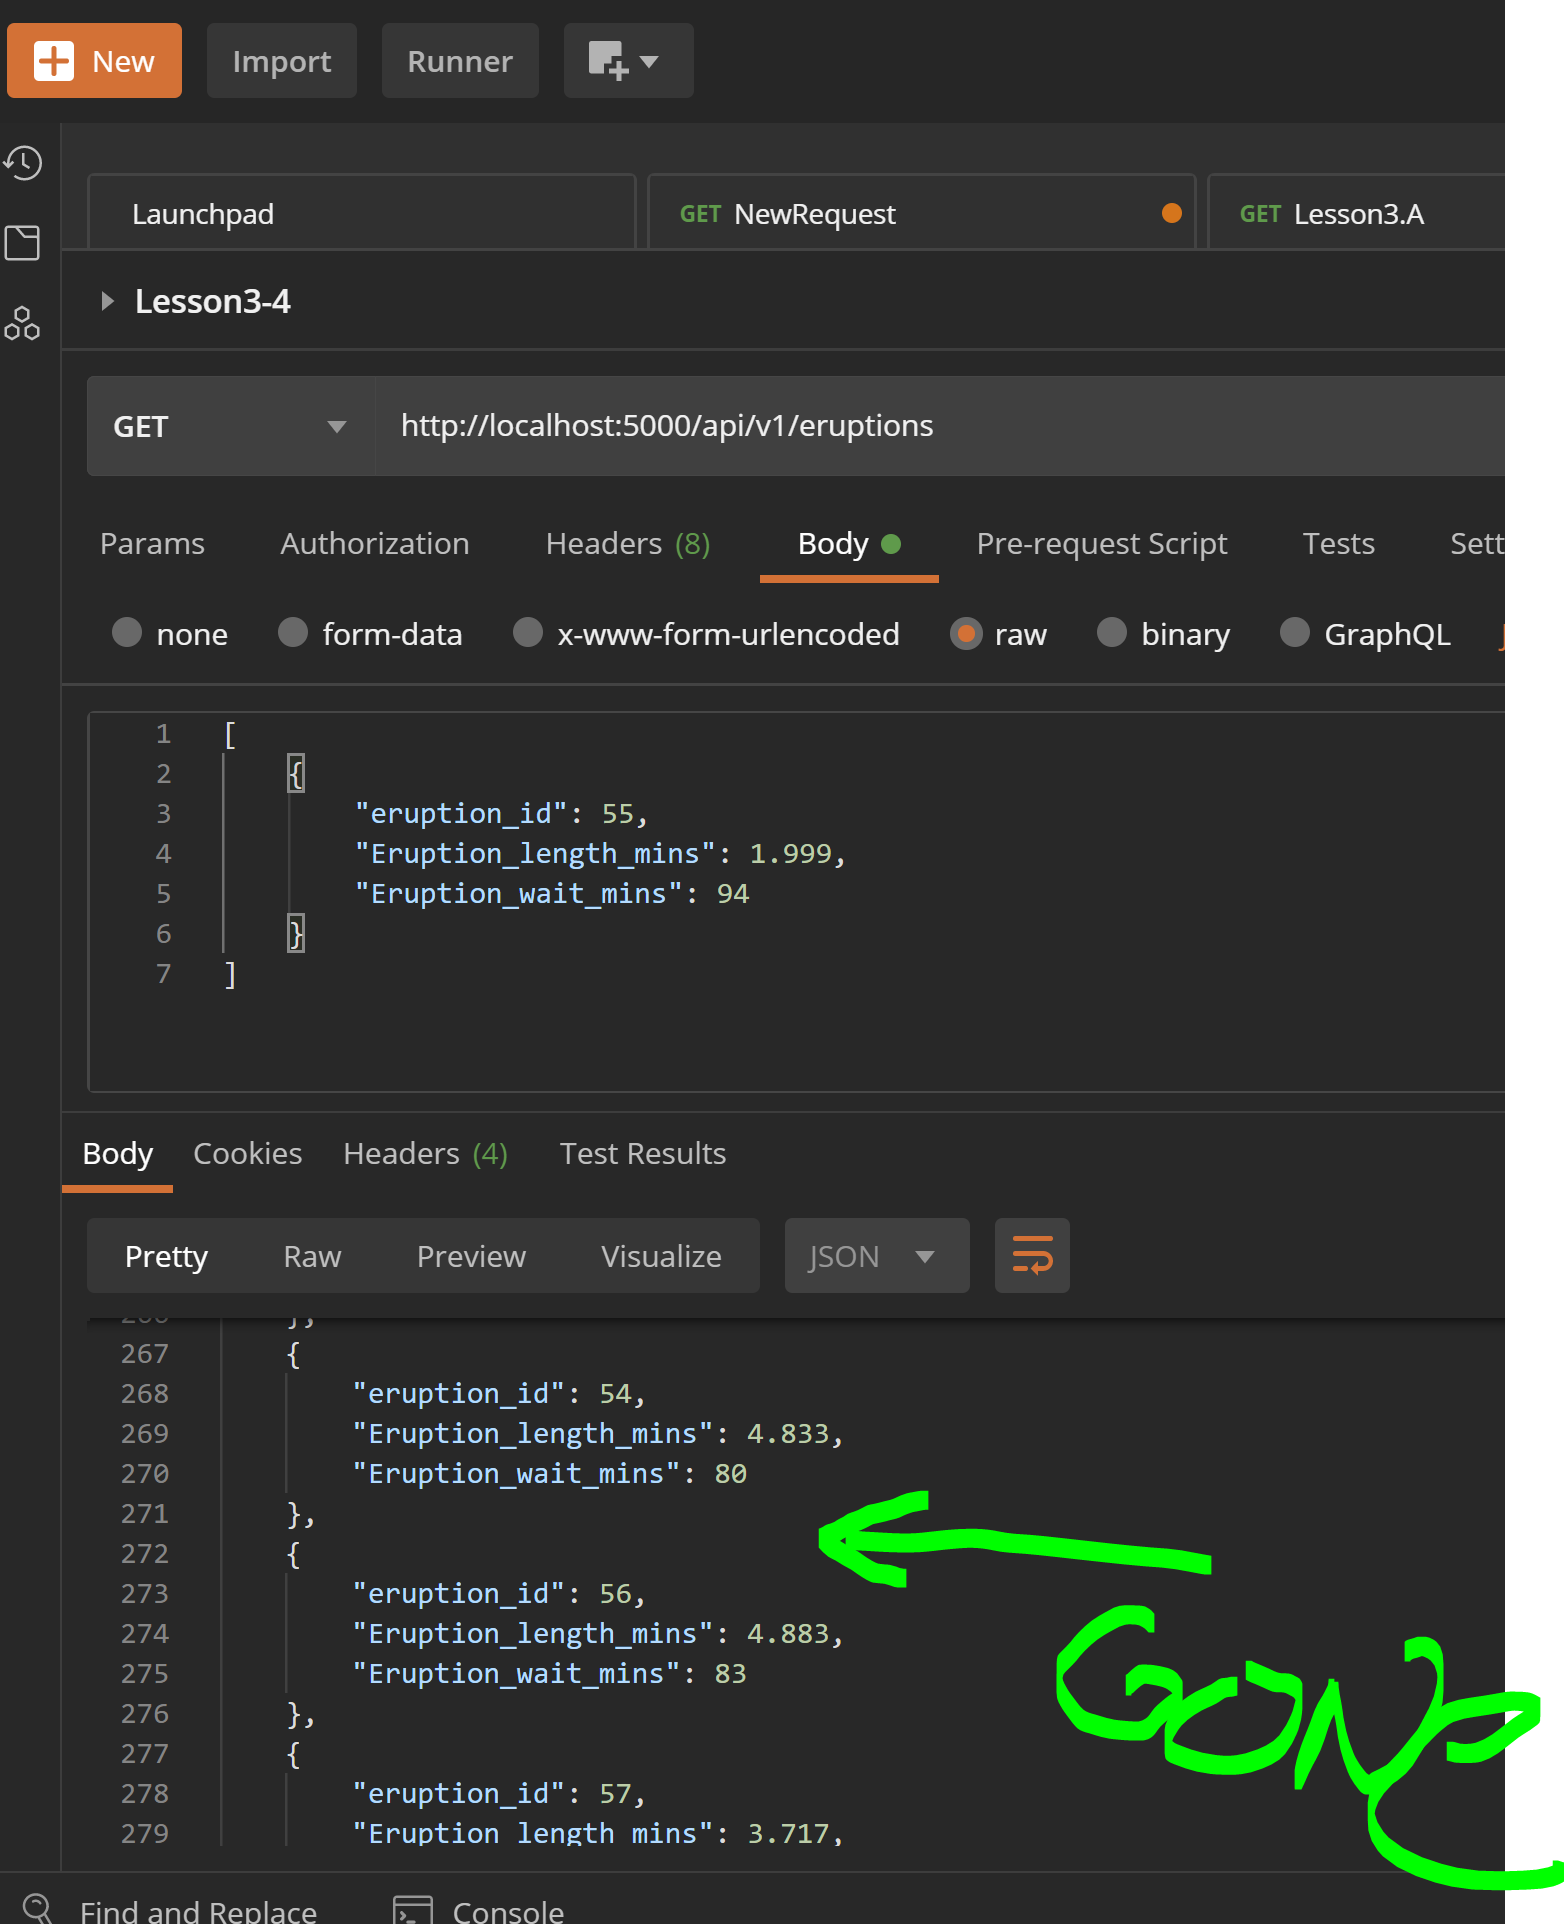 New Import Runner
Launchpad GET NewRequest GET Lesson3.A
Lesson3-4
GET http://localhost:5000/api/v1/eruptions
Params Authorization Headers (8) Body Pre-request Script Tests Sett
none form-data x-www-form-urlencoded raw binary GraphQL J
1 [
2 {
3 "eruption_id": 55,
4 "Eruption_length_mins": 1.999,
5 "Eruption_wait_mins": 94
6 }
7 ]
Body Cookies Headers (4) Test Results
Pretty Raw Preview Visualize JSON
266 },
267 {
268 "eruption_id": 54,
269 "Eruption_length_mins": 4.833,
270 "Eruption_wait_mins": 80
271 },
272 {
273 "eruption_id": 56,
274 "Eruption_length_mins": 4.883,
275 "Eruption_wait_mins": 83
276 },
277 {
278 "eruption_id": 57,
279 "Eruption_length_mins": 3.717,
Gone
Find and Replace Console